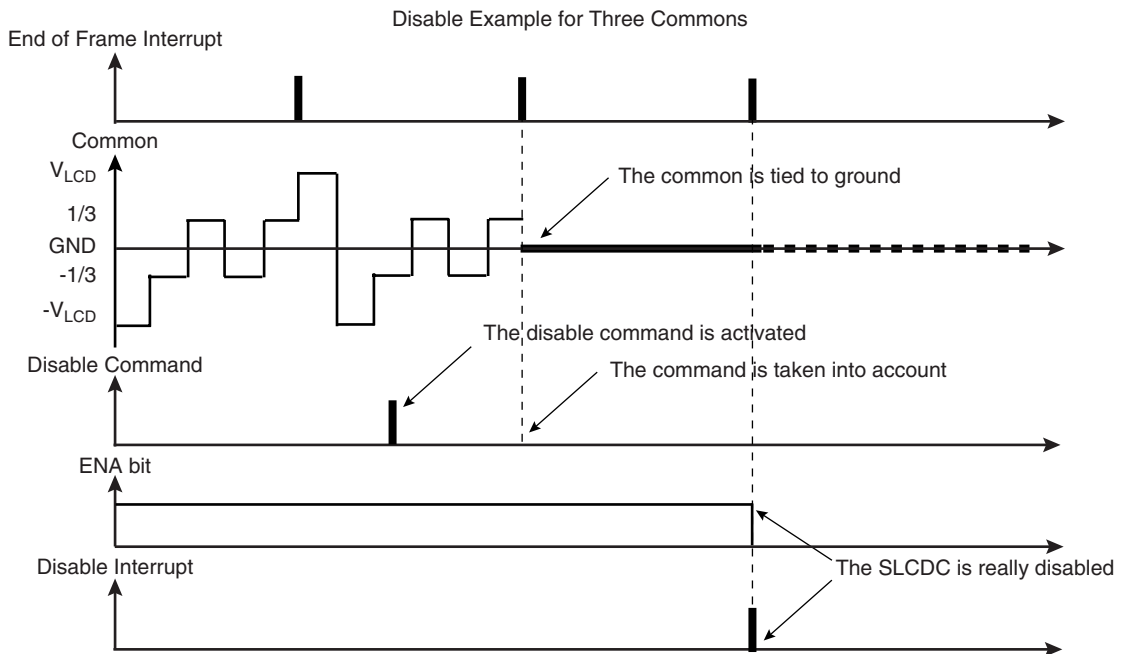 Disable Example for Three Commons
End of Frame Interrupt
Common
VLCD
The common is tied to ground
1/3
GND
-1/3
-VLCD
The disable command is activated
Disable Command
The command is taken into account
ENA bit
Disable Interrupt
The SLCDC is really disabled